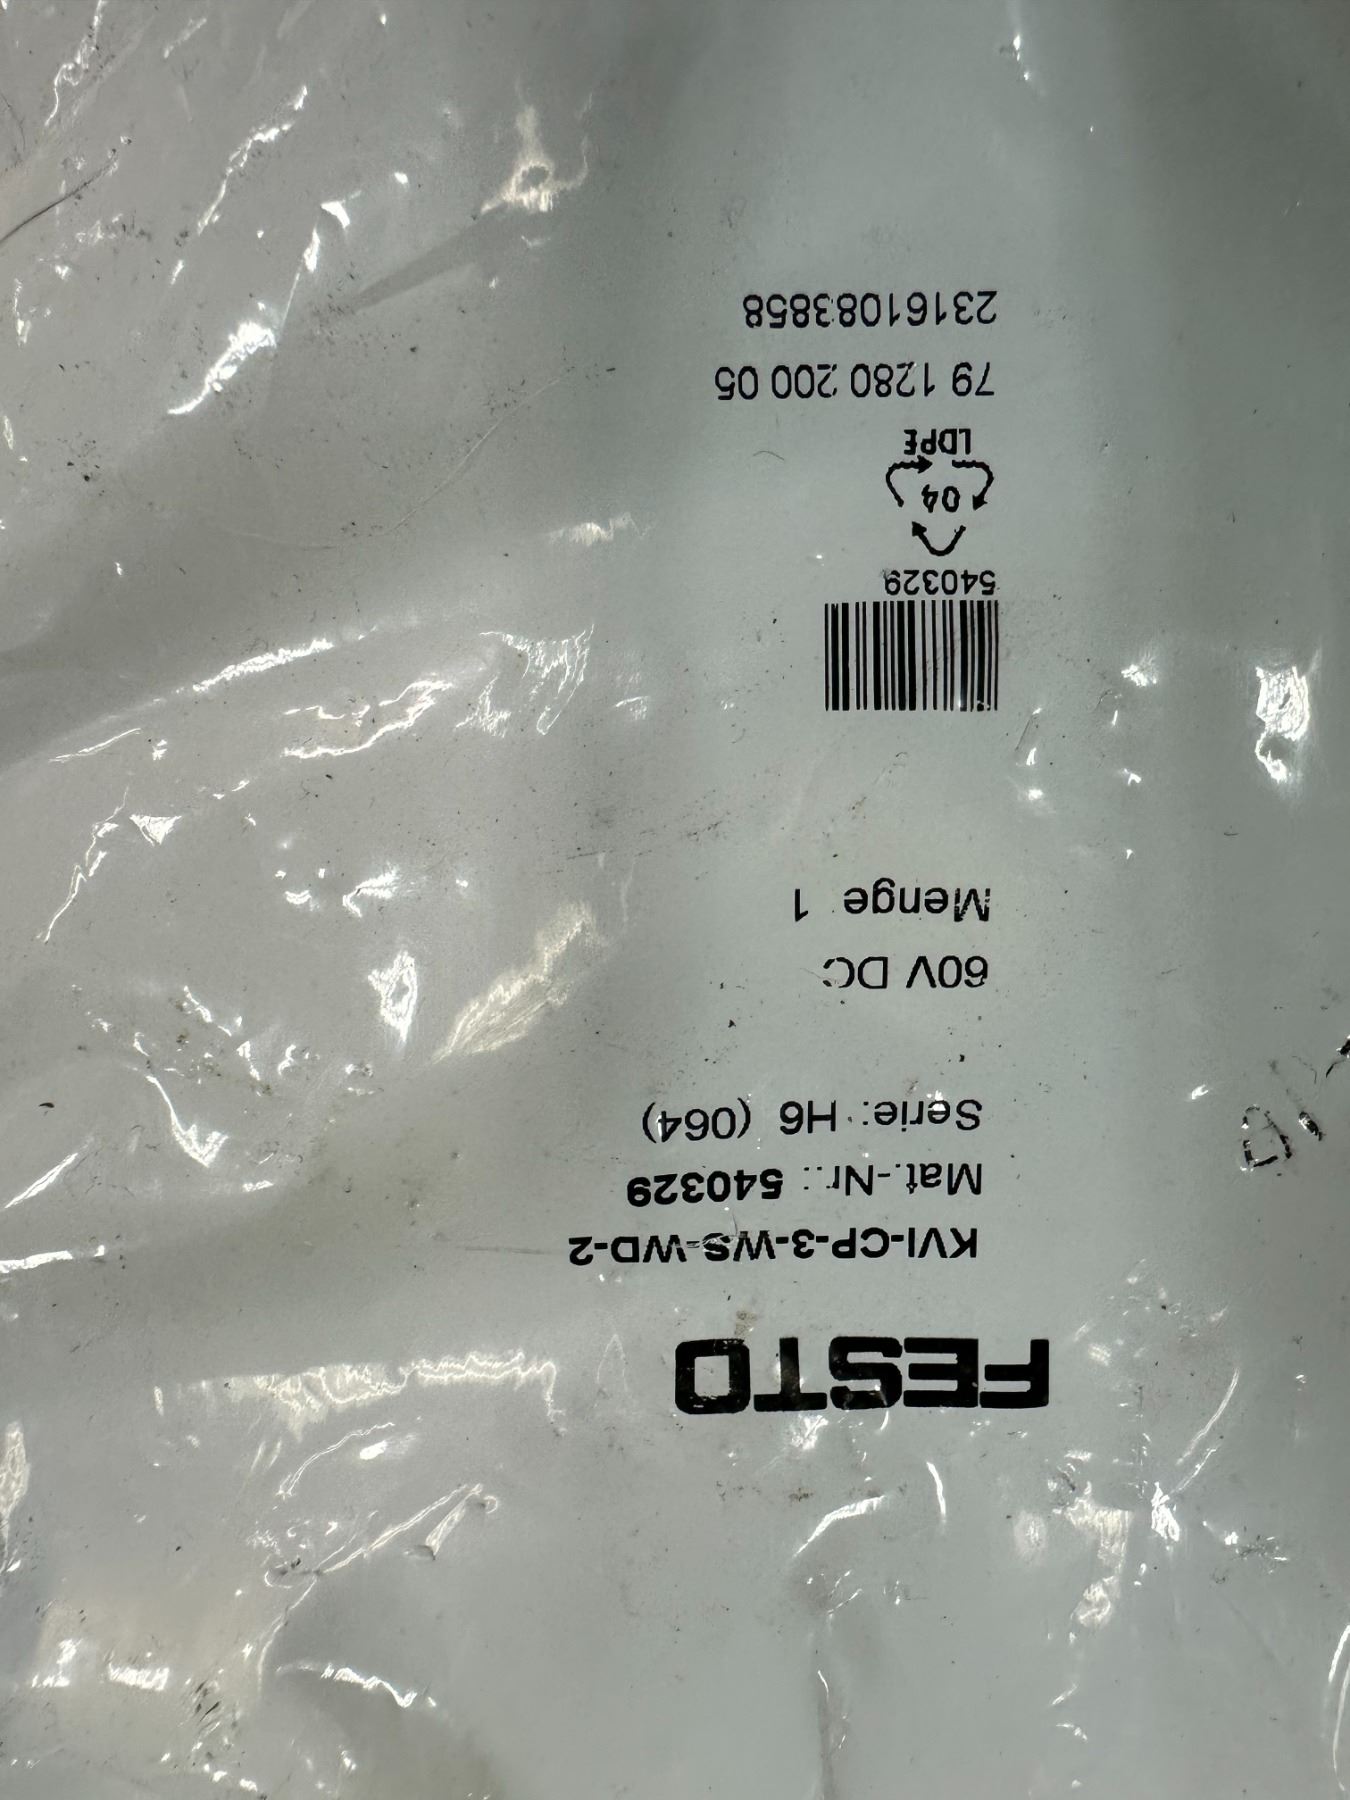 FESTO
KVI-CP-3-WS-WD-2
Mat.-Nr.: 540329
Serie: H6 (064)
60V DC
Menge 1
540329
04
LDPE
79 1280 200 05
23161083858